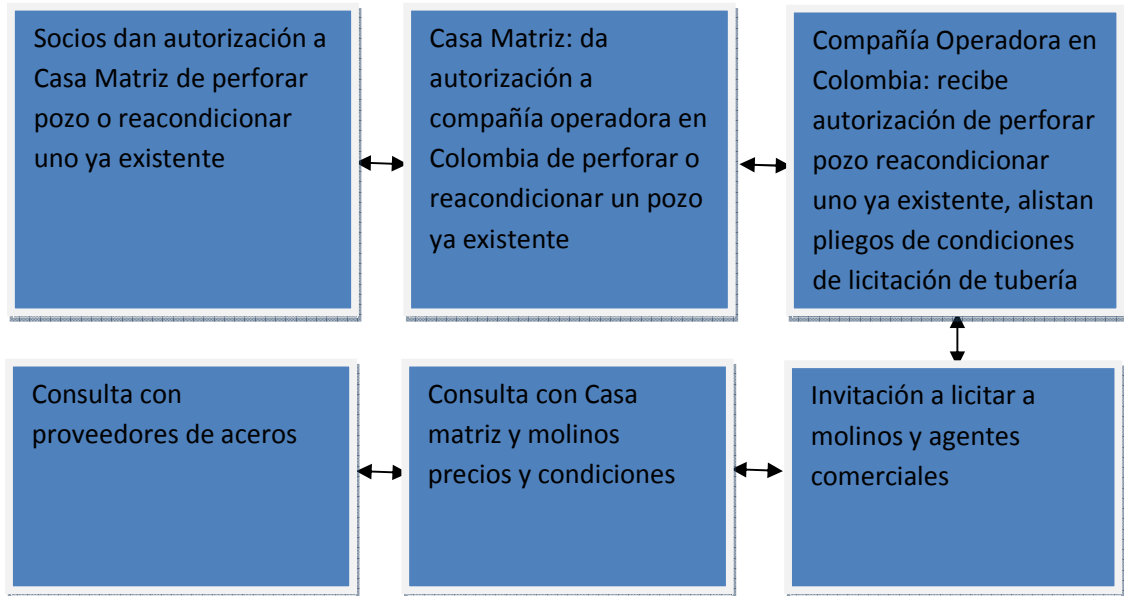 Socios dan autorización a
Casa Matriz de perforar
pozo o reacondicionar
uno ya existente
Casa Matriz: da
autorización a
compañía operadora en
Colombia de perforar o
reacondicionar un pozo
ya existente
Compañía Operadora en
Colombia: recibe
autorización de perforar
pozo reacondicionar
uno ya existente, alistan
pliegos de condiciones
de licitación de tubería
Consulta con
proveedores de aceros
Consulta con Casa
matriz y molinos
precios y condiciones
Invitación a licitar a
molinos y agentes
comerciales